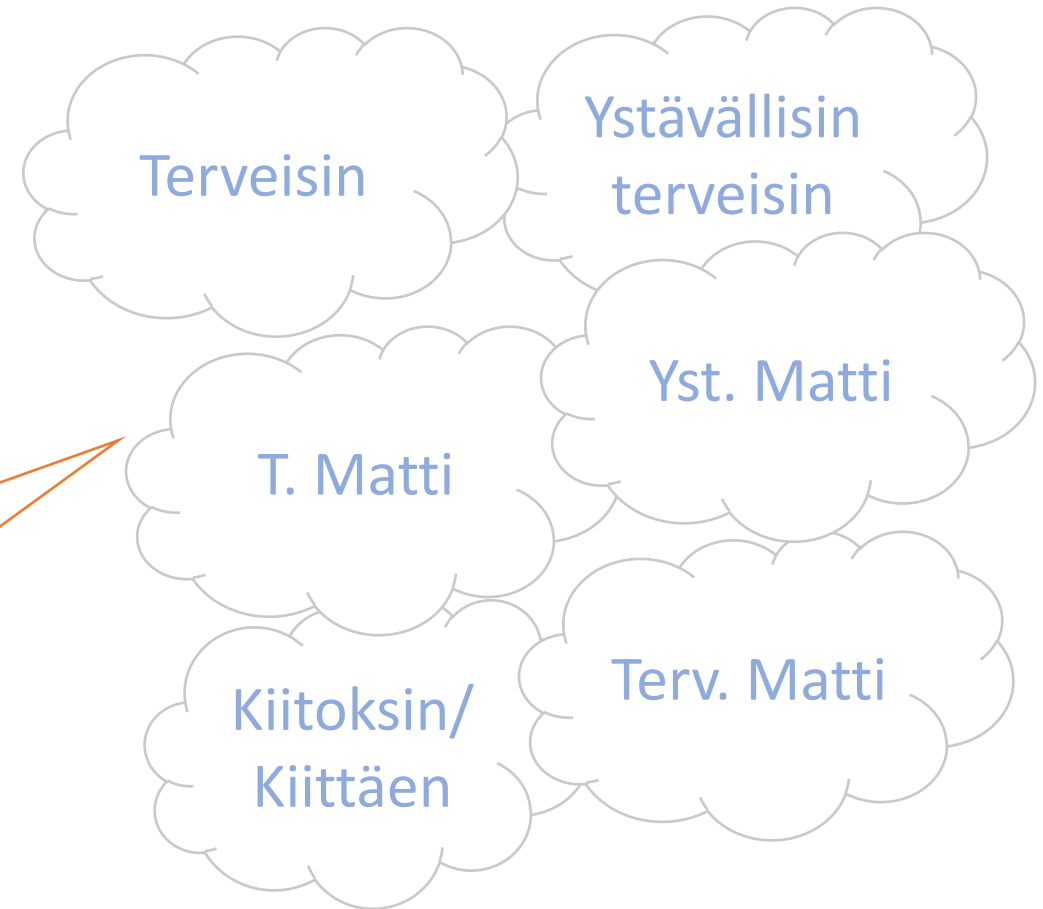 Terveisin
Ystävällisin
terveisin
Yst. Matti
T. Matti
Terv. Matti
Kiitoksin/
Kiittäen